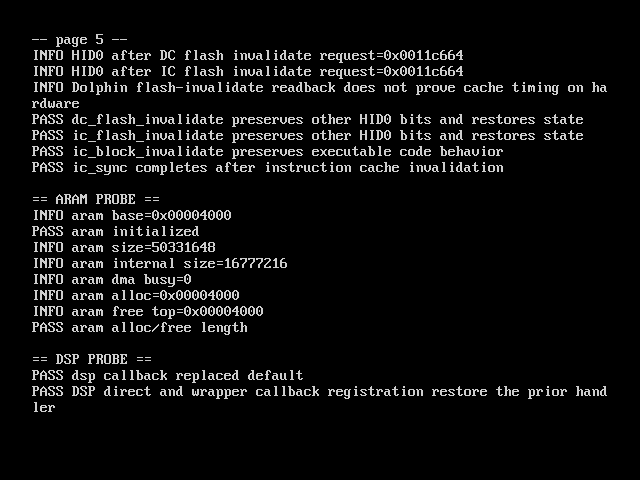 -- page 5 --
INFO HID0 after DC flash invalidate request=0x0011c664
INFO HID0 after IC flash invalidate request=0x0011c664
INFO Dolphin flash-invalidate readback does not prove cache timing on ha
rdware
PASS dc_flash_invalidate preserves other HID0 bits and restores state
PASS ic_flash_invalidate preserves other HID0 bits and restores state
PASS ic_block_invalidate preserves executable code behavior
PASS ic_sync completes after instruction cache invalidation
== ARAM PROBE ==
INFO aram base=0x00004000
PASS aram initialized
INFO aram size=50331648
INFO aram internal size=16777216
INFO aram dma busy=0
INFO aram alloc=0x00004000
INFO aram free top=0x00004000
PASS aram alloc/free length
== DSP PROBE ==
PASS dsp callback replaced default
PASS DSP direct and wrapper callback registration restore the prior hand
ler